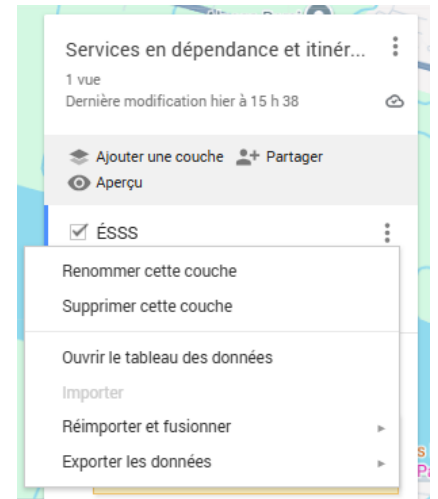 Services en dépendance et itinér...
1 vue
Dernière modification hier à 15 h 38
Ajouter une couche Partager
Aperçu
ÉSSS
Renommer cette couche
Supprimer cette couche
Ouvrir le tableau des données
Importer
Réimporter et fusionner
Exporter les données